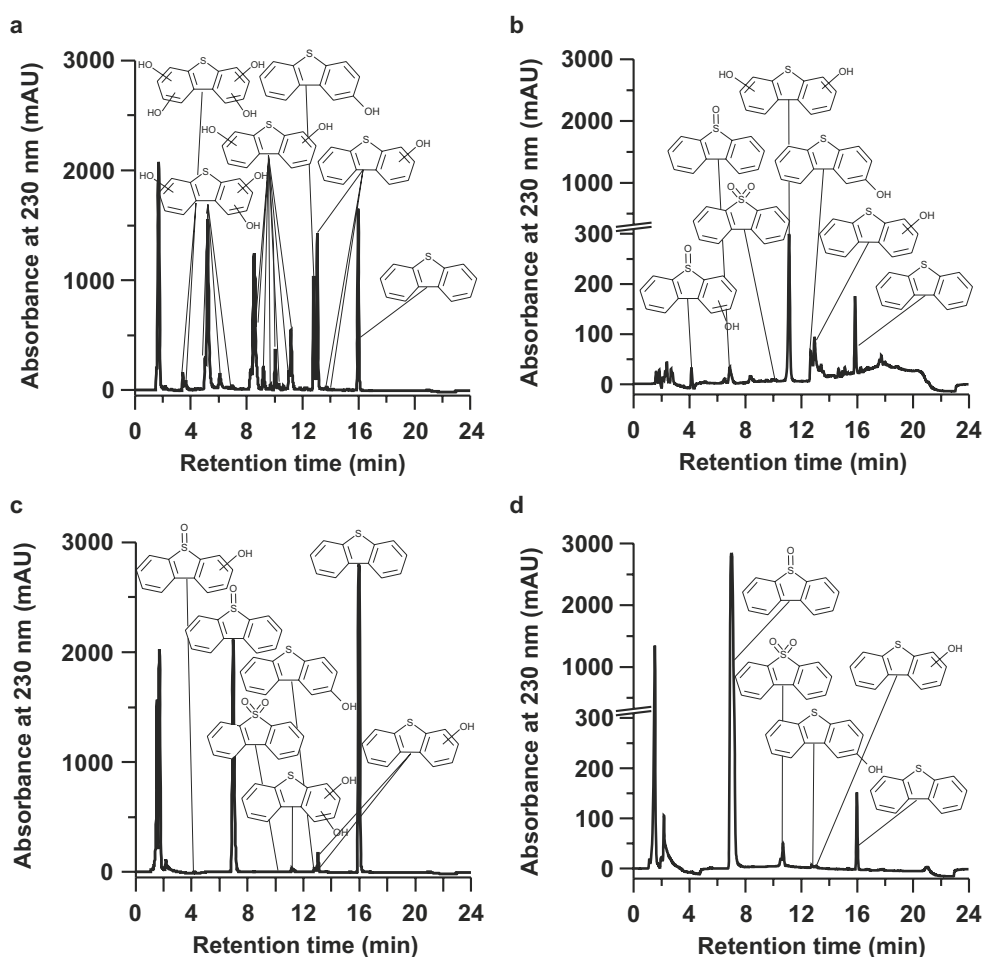 a
Absorbance at 230 nm (mAU)
3000
2000
1000
0
0 4 8 12 16 20 24
Retention time (min)
HO S OH
HO OH
S
OH
HO S OH
S OH
HO S OH
OH
S
b
Absorbance at 230 nm (mAU)
3000
2000
1000
300
200
100
0
0 4 8 12 16 20 24
Retention time (min)
HO S OH
O
S
S
OH
O O
S
S OH
O
S
OH
S
c
Absorbance at 230 nm (mAU)
3000
2000
1000
0
0 4 8 12 16 20 24
Retention time (min)
O
S
OH
S
O
S
S
OH
O O
S
S OH
S OH
OH
d
Absorbance at 230 nm (mAU)
3000
2000
1000
300
200
100
0
0 4 8 12 16 20 24
Retention time (min)
O
S
O O
S
S OH
S
OH
S